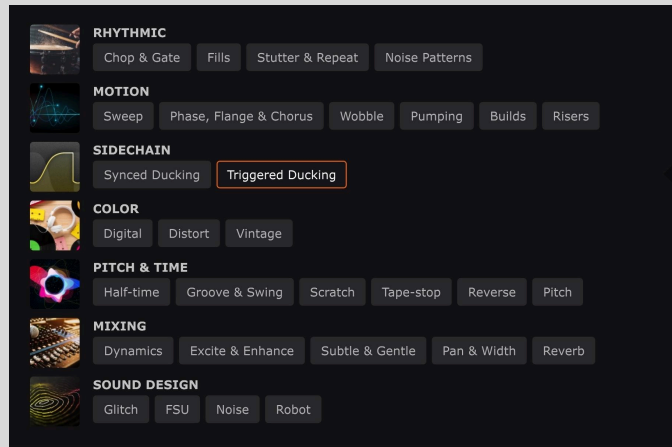 RHYTHMIC
Chop & Gate Fills Stutter & Repeat Noise Patterns
MOTION
Sweep Phase, Flange & Chorus Wobble Pumping Builds Risers
SIDECHAIN
Synced Ducking Triggered Ducking
COLOR
Digital Distort Vintage
PITCH & TIME
Half-time Groove & Swing Scratch Tape-stop Reverse Pitch
MIXING
Dynamics Excite & Enhance Subtle & Gentle Pan & Width Reverb
SOUND DESIGN
Glitch FSU Noise Robot